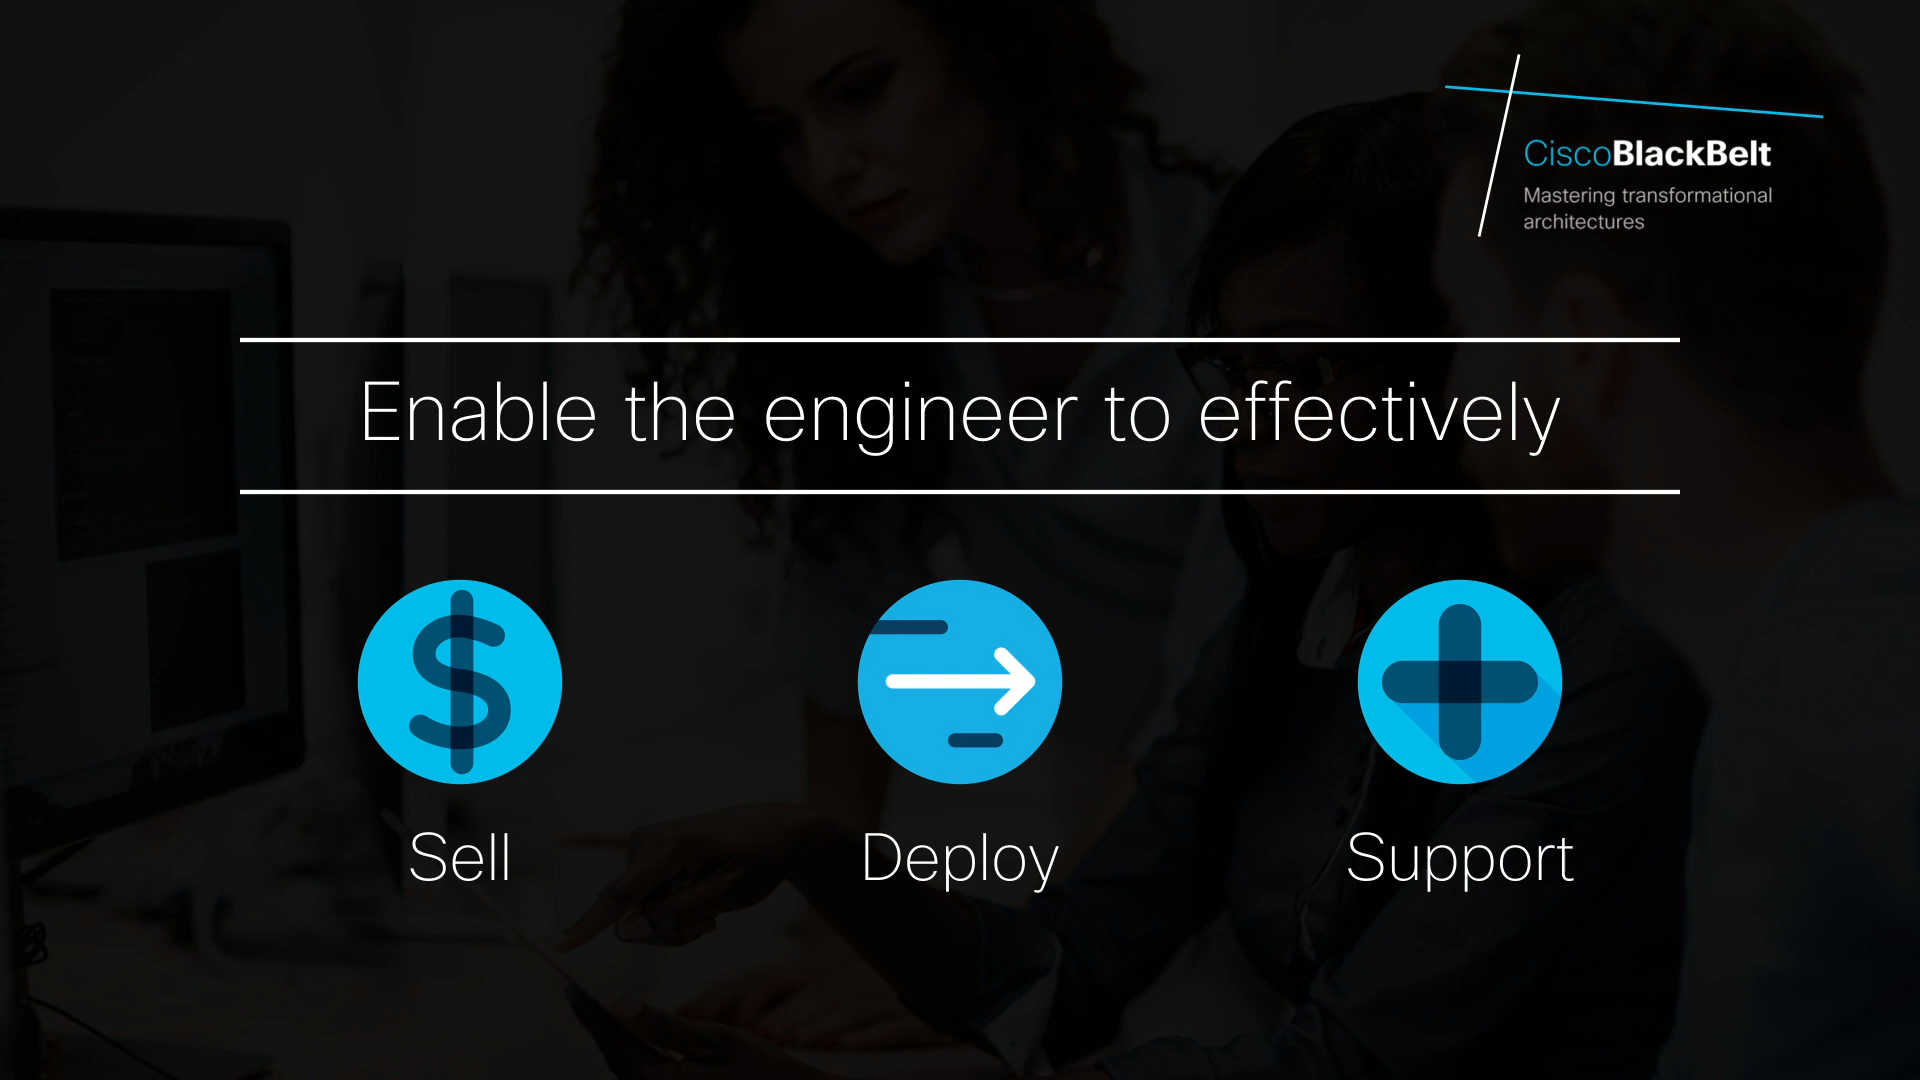 CiscoBlackBelt
Mastering transformational
architectures
Enable the engineer to effectively
Sell
Deploy
Support